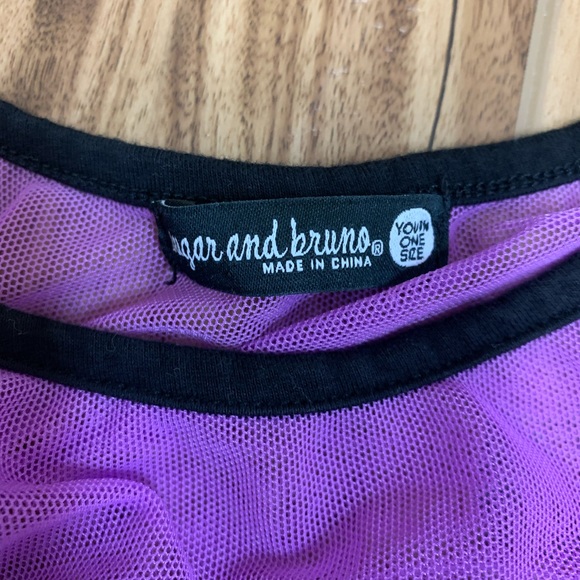 ugar and bruno®
MADE IN CHINA
YOUTH
ONE
SIZE